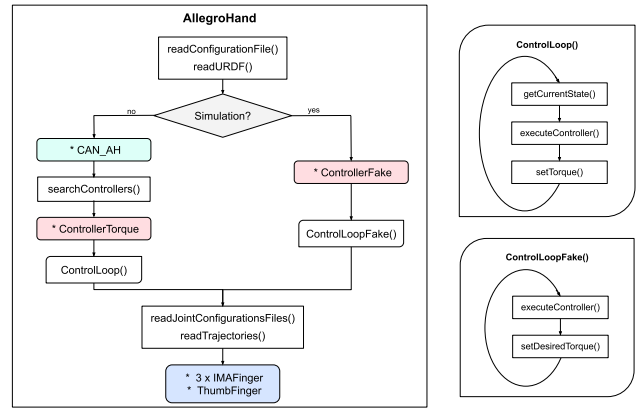 AllegroHand
readConfigurationFile()
readURDF()
Simulation?
no
yes
* CAN_AH
searchControllers()
* ControllerTorque
ControlLoop()
* ControllerFake
ControlLoopFake()
readJointConfigurationsFiles()
readTrajectories()
* 3 x IMAFinger
* ThumbFinger
ControlLoop()
getCurrentState()
executeController()
setTorque()
ControlLoopFake()
executeController()
setDesiredTorque()